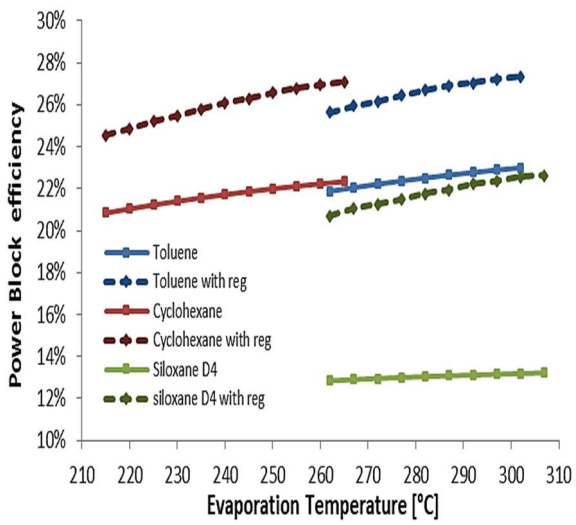 30%
28%
26%
24%
22%
20%
18%
16%
14%
12%
10%
Power Block efficiency
Toluene
Toluene with reg
Cyclohexane
Cyclohexane with reg
Siloxane D4
siloxane D4 with reg
210 220 230 240 250 260 270 280 290 300 310
Evaporation Temperature [°C]